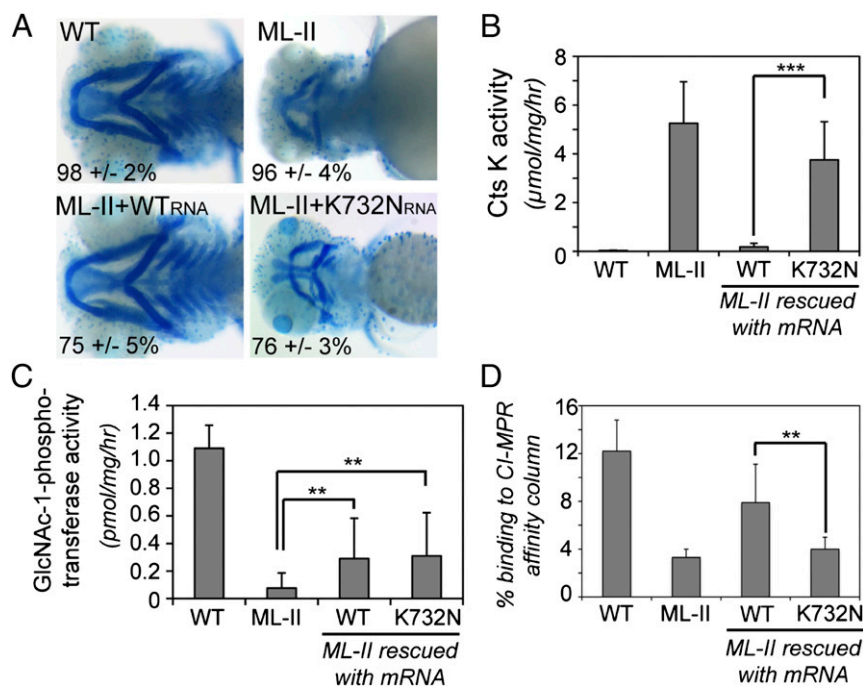 A
WT
98 +/- 2%
ML-II
96 +/- 4%
ML-II+WTRNA
75 +/- 5%
ML-II+K732NRNA
76 +/- 3%
B
Cts K activity
(μmol/mg/hr)
8
6
4
2
0
***
WT
ML-II
WT
K732N
ML-II rescued
with mRNA
C
GlcNAc-1-phospho-
transferase activity
(pmol/mg/hr)
1.4
1.2
1.0
0.8
0.6
0.4
0.2
0
**
**
WT
ML-II
WT
K732N
ML-II rescued
with mRNA
D
% binding to CI-MPR
affinity column
16
12
8
4
0
**
WT
ML-II
WT
K732N
ML-II rescued
with mRNA